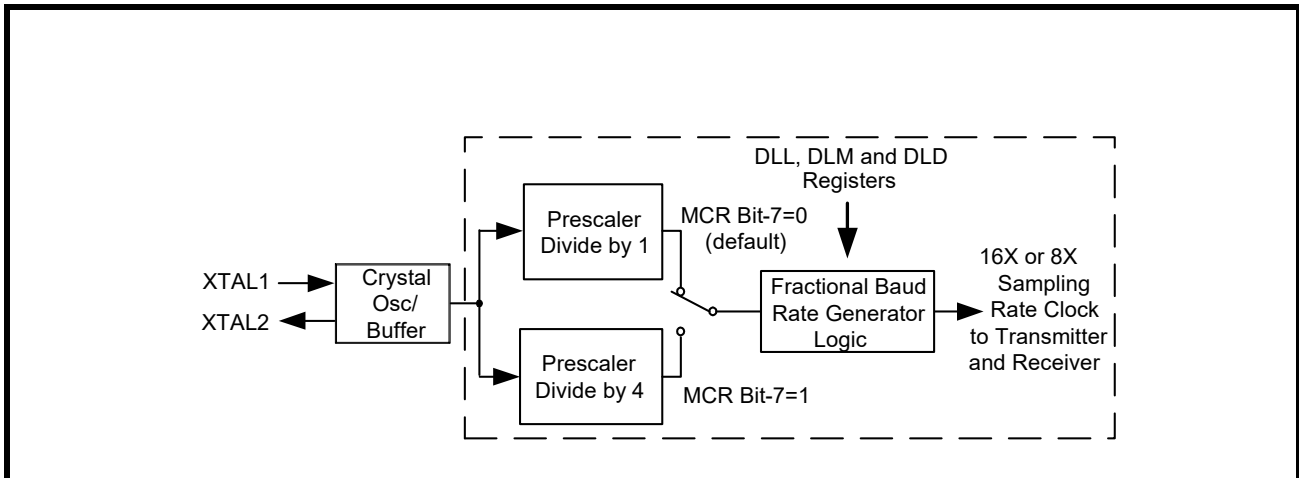 DLL, DLM and DLD
Registers
Prescaler
Divide by 1
MCR Bit-7=0
(default)
XTAL1
XTAL2
Crystal
Osc/
Buffer
Fractional Baud
Rate Generator
Logic
16X or 8X
Sampling
Rate Clock
to Transmitter
and Receiver
Prescaler
Divide by 4
MCR Bit-7=1